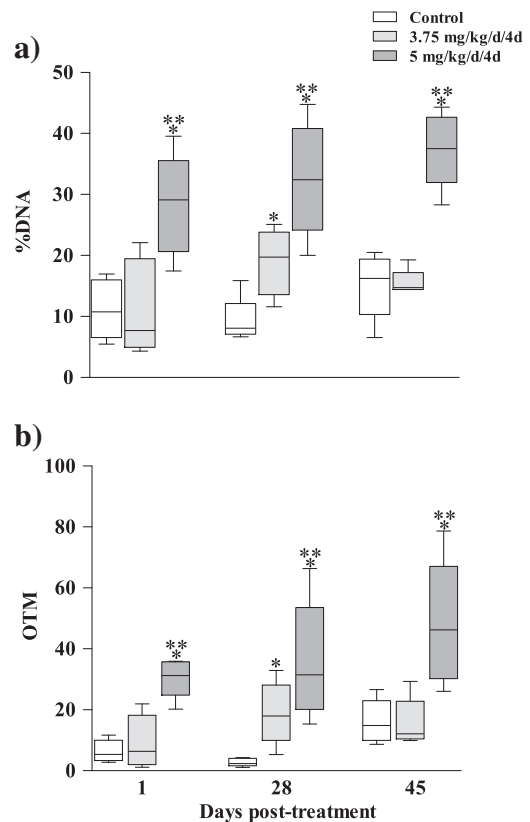 Control
3.75 mg/kg/d/4d
5 mg/kg/d/4d
a)
50
40
30
20
10
0
%DNA
**
*
*
**
*
**
*
b)
100
80
60
40
20
0
OTM
**
*
*
**
*
**
*
1 28 45
Days post-treatment